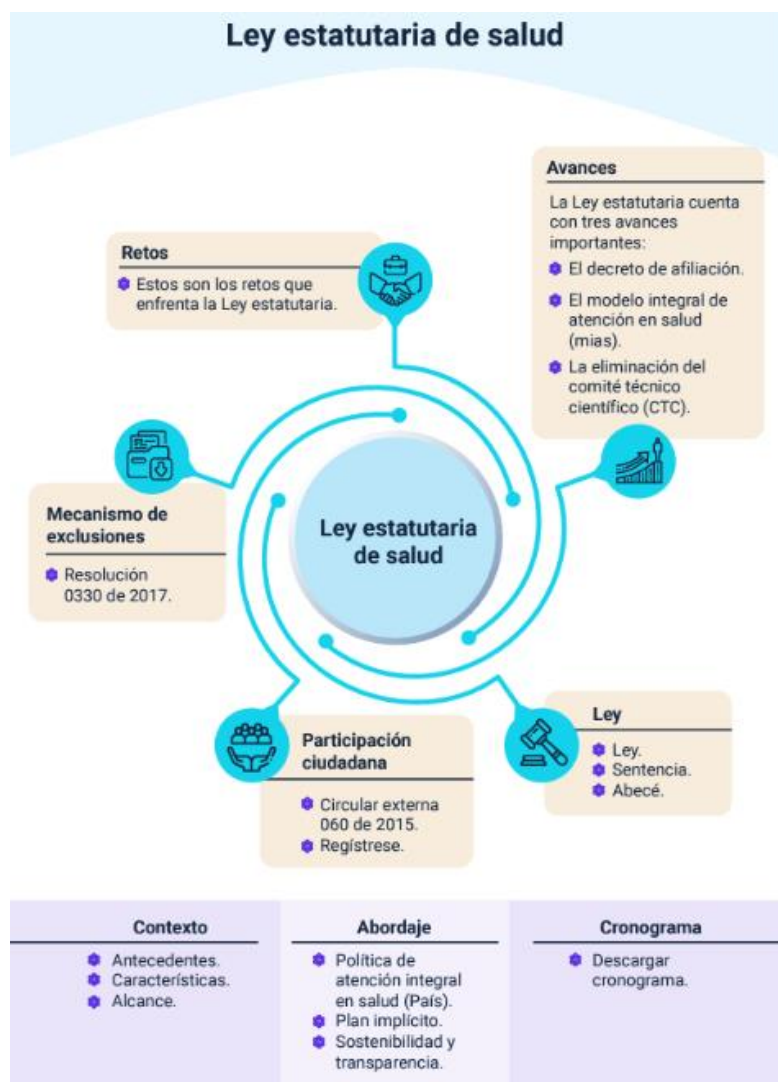 Ley estatutaria de salud
Avances
La Ley estatutaria cuenta
con tres avances
importantes:
El decreto de afiliación.
El modelo integral de
atención en salud
(mias).
La eliminación del
comité técnico
científico (CTC).
Retos
Estos son los retos que
enfrenta la Ley estatutaria.
Mecanismo de
exclusiones
Resolución
0330 de 2017.
Ley estatutaria
de salud
Participación
ciudadana
Circular externa
060 de 2015.
Regístrese.
Ley
Ley.
Sentencia.
Abecé.
Contexto
Antecedentes.
Características.
Alcance.
Abordaje
Política de
atención integral
en salud (País).
Plan implícito.
Sostenibilidad y
transparencia.
Cronograma
Descargar
cronograma.